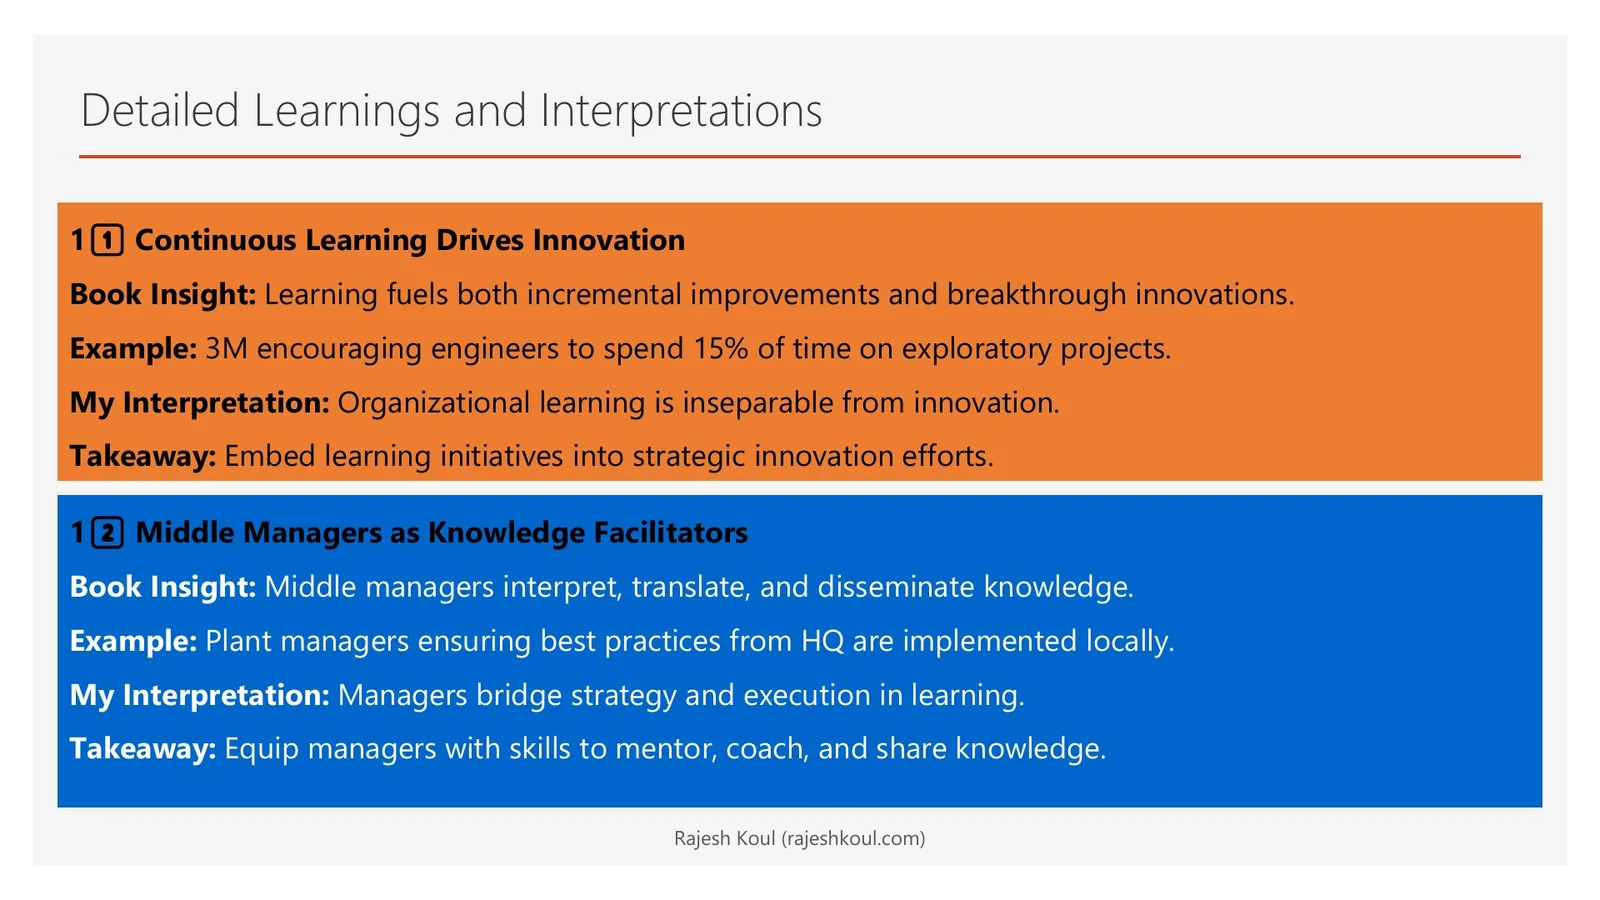 Detailed Learnings and Interpretations
11️⃣ Continuous Learning Drives Innovation
Book Insight: Learning fuels both incremental improvements and breakthrough innovations.
Example: 3M encouraging engineers to spend 15% of time on exploratory projects.
My Interpretation: Organizational learning is inseparable from innovation.
Takeaway: Embed learning initiatives into strategic innovation efforts.
12️⃣ Middle Managers as Knowledge Facilitators
Book Insight: Middle managers interpret, translate, and disseminate knowledge.
Example: Plant managers ensuring best practices from HQ are implemented locally.
My Interpretation: Managers bridge strategy and execution in learning.
Takeaway: Equip managers with skills to mentor, coach, and share knowledge.
Rajesh Koul (rajeshkoul.com)